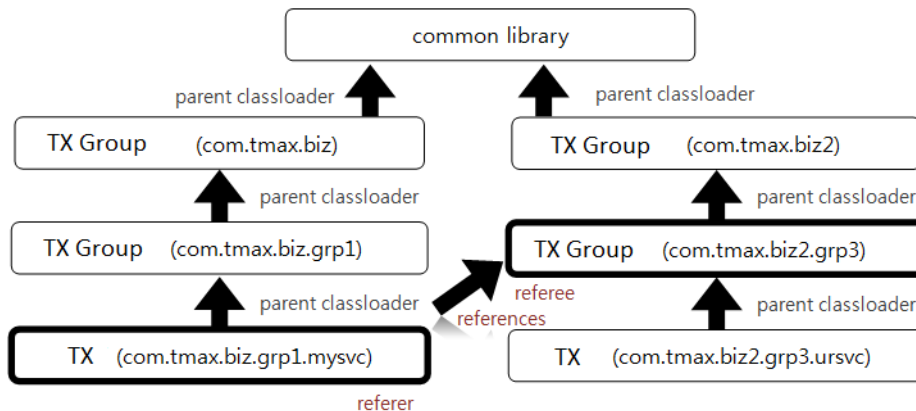 common library
parent classloader
parent classloader
TX Group (com.tmax.biz)
TX Group (com.tmax.biz2)
parent classloader
parent classloader
TX Group (com.tmax.biz.grp1)
TX Group (com.tmax.biz2.grp3)
parent classloader
referee
references
parent classloader
TX (com.tmax.biz.grp1.mysvc)
TX (com.tmax.biz2.grp3.ursvc)
referer